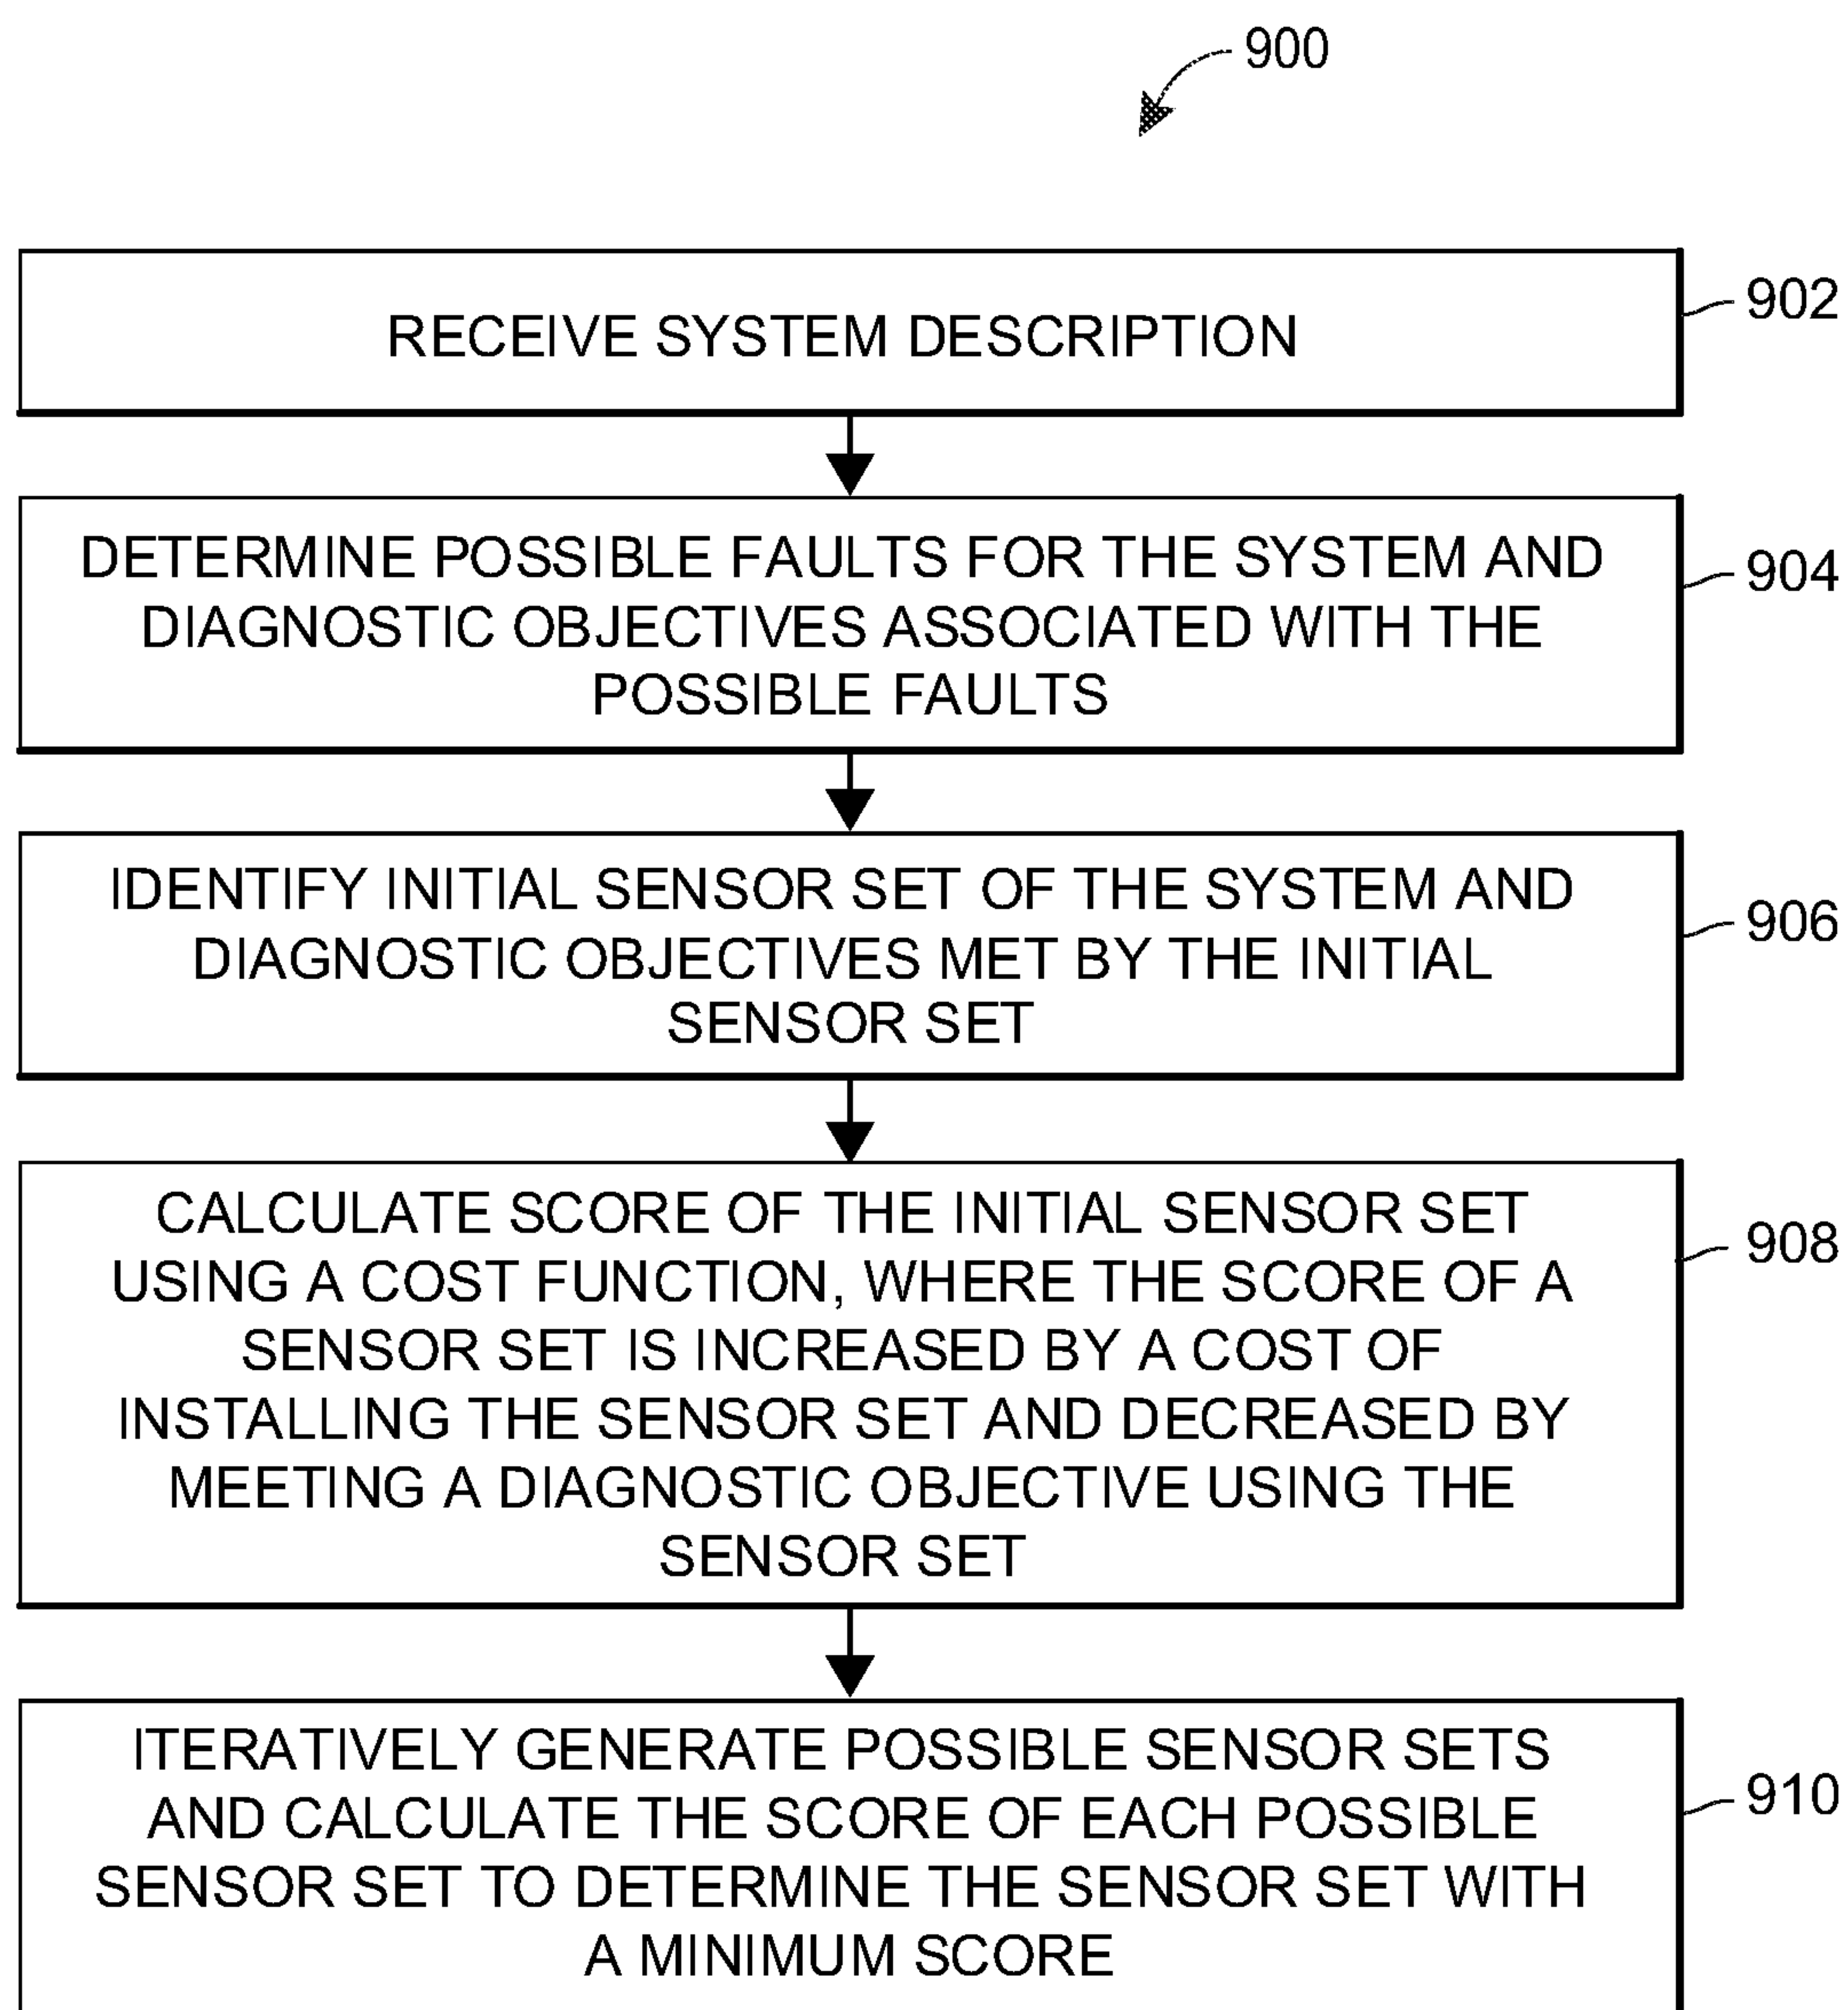 900
RECEIVE SYSTEM DESCRIPTION
902
DETERMINE POSSIBLE FAULTS FOR THE SYSTEM AND
DIAGNOSTIC OBJECTIVES ASSOCIATED WITH THE
POSSIBLE FAULTS
904
IDENTIFY INITIAL SENSOR SET OF THE SYSTEM AND
DIAGNOSTIC OBJECTIVES MET BY THE INITIAL
SENSOR SET
906
CALCULATE SCORE OF THE INITIAL SENSOR SET
USING A COST FUNCTION, WHERE THE SCORE OF A
SENSOR SET IS INCREASED BY A COST OF
INSTALLING THE SENSOR SET AND DECREASED BY
MEETING A DIAGNOSTIC OBJECTIVE USING THE
SENSOR SET
908
ITERATIVELY GENERATE POSSIBLE SENSOR SETS
AND CALCULATE THE SCORE OF EACH POSSIBLE
SENSOR SET TO DETERMINE THE SENSOR SET WITH
A MINIMUM SCORE
910